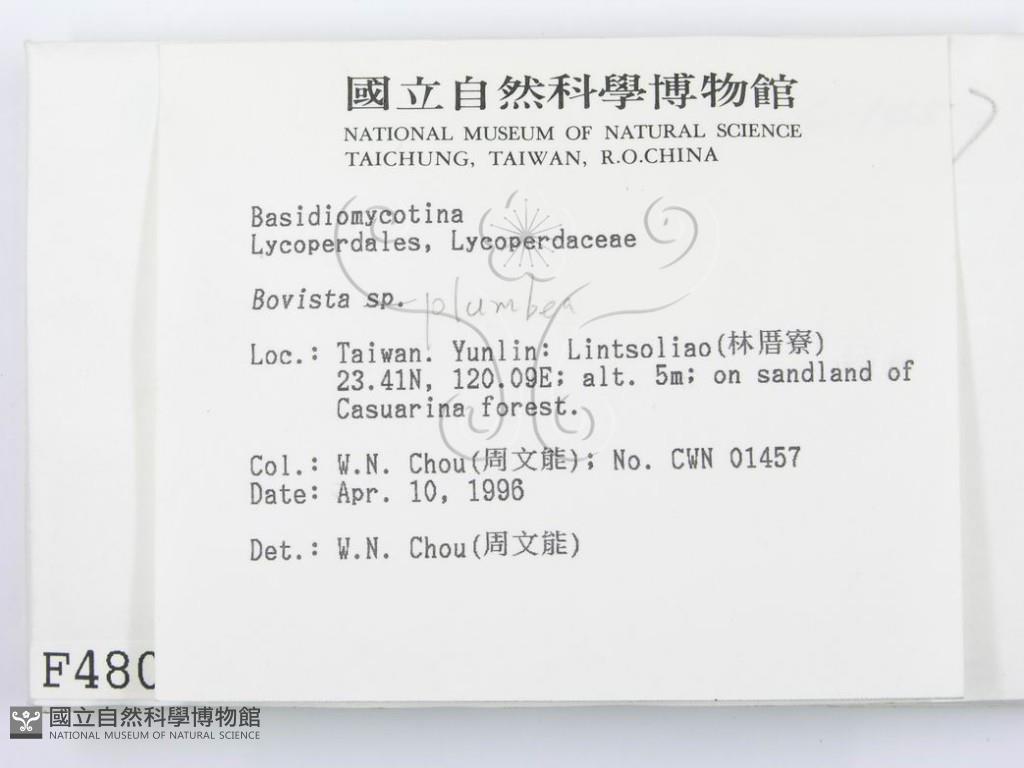 國立自然科學博物館
NATIONAL MUSEUM OF NATURAL SCIENCE
TAICHUNG, TAIWAN, R.O.CHINA
Basidiomycotina
Lycoperdales, Lycoperdaceae
Bovista sp. plumbea
Loc.: Taiwan. Yunlin: Lintsoliao(林厝寮)
23.41N, 120.09E; alt. 5m; on sandland of
Casuarina forest.
Col.: W.N. Chou(周文能); No. CWN 01457
Date: Apr. 10, 1996
Det.: W.N. Chou(周文能)
F480
國立自然科學博物館
NATIONAL MUSEUM OF NATURAL SCIENCE